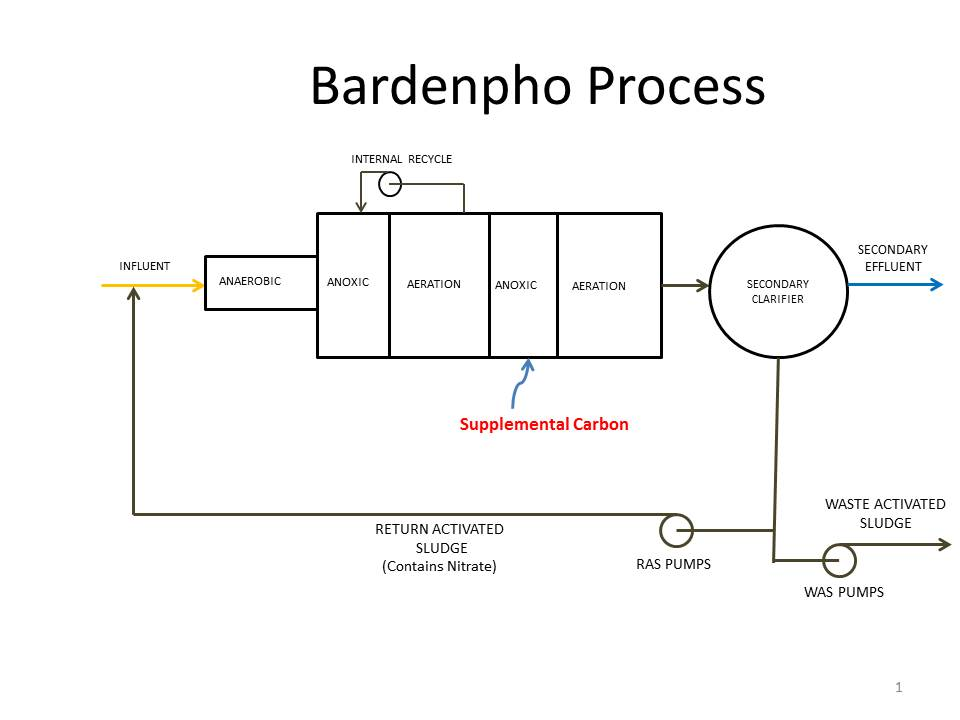 Bardenpho Process
INTERNAL RECYCLE
INFLUENT
ANAEROBIC
ANOXIC
AERATION
ANOXIC
AERATION
SECONDARY
CLARIFIER
SECONDARY
EFFLUENT
Supplemental Carbon
RETURN ACTIVATED
SLUDGE
(Contains Nitrate)
RAS PUMPS
WASTE ACTIVATED
SLUDGE
WAS PUMPS
1